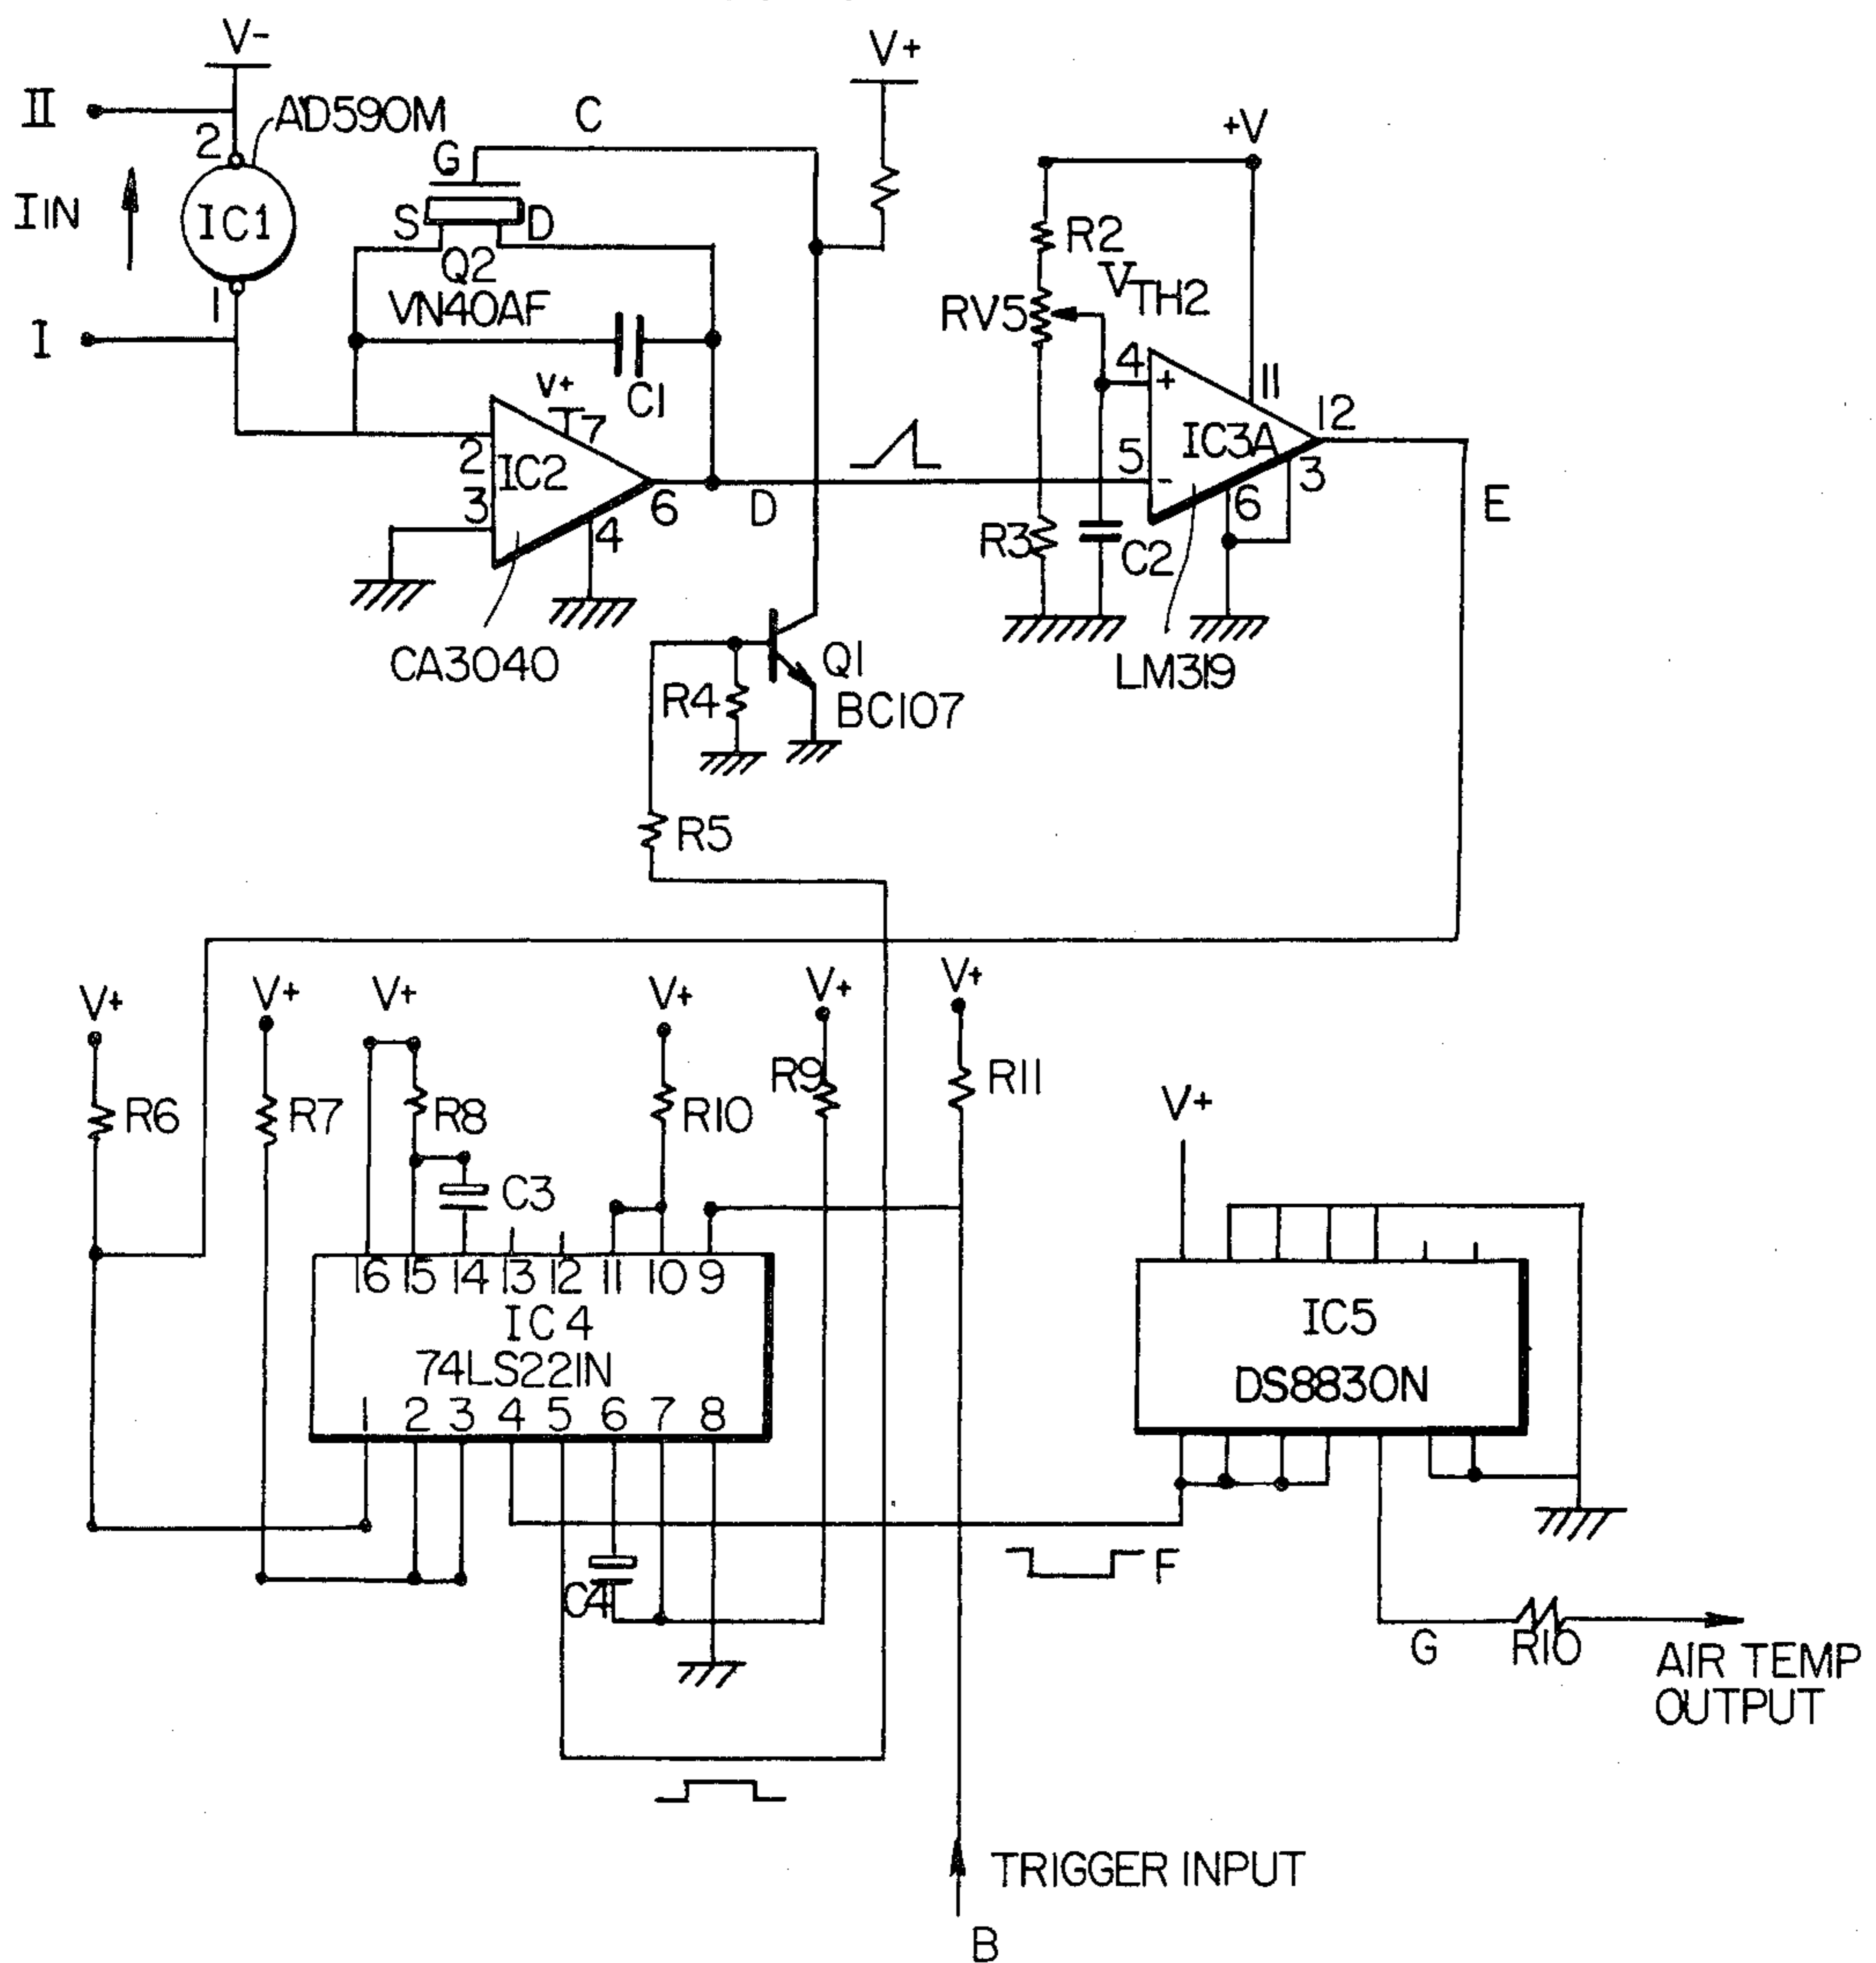 V-
II
2
AD590M
IIN
IC1
1
I
C
G
S
D
Q2
VN40AF
C1
V+
7
2
3
IC2
6
4
D
CA3040
V+
+V
R2
VTH2
RV5
4
+
11
12
IC3A
5
-
3
6
R3
C2
E
LM319
Q1
R4
BC107
R5
V+
V+
V+
V+
V+
V+
R6
R7
R8
R10
R9
R11
C3
16 15 14 13 12 11 10 9
IC4
74LS221N
1 2 3 4 5 6 7 8
C4
V+
IC5
DS8830N
F
G
R10
AIR TEMP
OUTPUT
TRIGGER INPUT
B